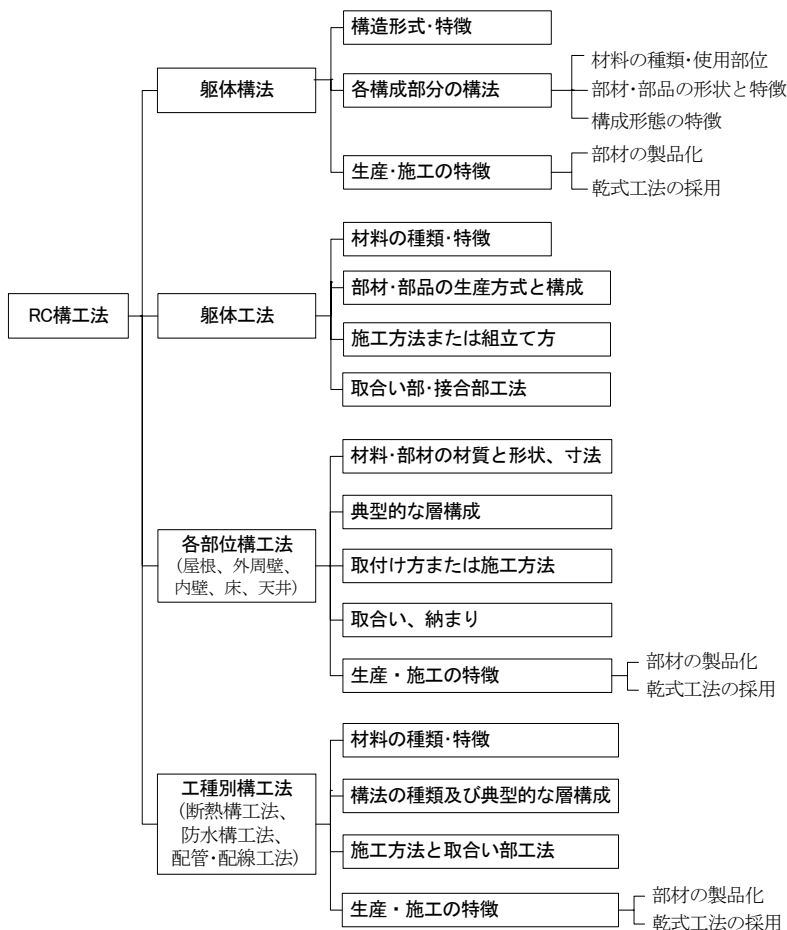 RC構工法
躯体構法
構造形式･特徴
各構成部分の構法
材料の種類･使用部位
部材･部品の形状と特徴
構成形態の特徴
生産･施工の特徴
部材の製品化
乾式工法の採用
躯体工法
材料の種類･特徴
部材･部品の生産方式と構成
施工方法または組立て方
取合い部･接合部工法
各部位構工法
(屋根、外周壁、
内壁、床、天井)
材料･部材の材質と形状、寸法
典型的な層構成
取付け方または施工方法
取合い、納まり
生産・施工の特徴
部材の製品化
乾式工法の採用
工種別構工法
(断熱構工法、
防水構工法、
配管･配線工法)
材料の種類･特徴
構法の種類及び典型的な層構成
施工方法と取合い部工法
生産・施工の特徴
部材の製品化
乾式工法の採用